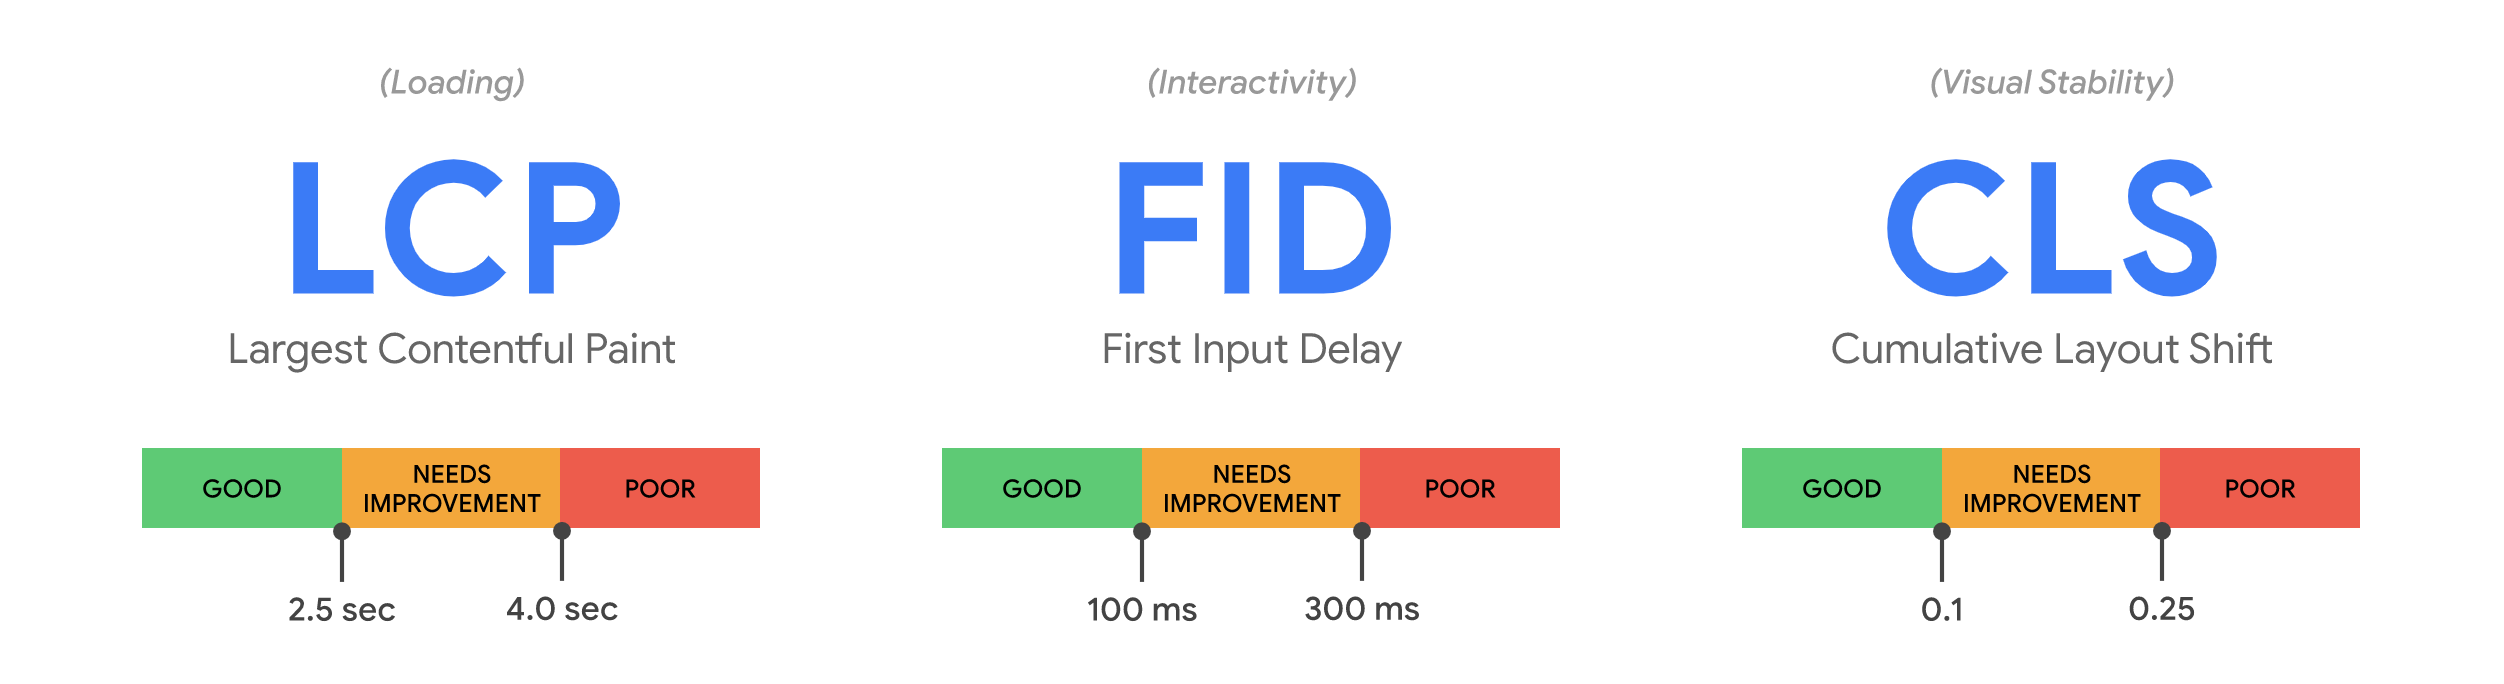 (Loading)
LCP
Largest Contentful Paint
GOOD
NEEDS
IMPROVEMENT
POOR
2.5 sec
4.0 sec
(Interactivity)
FID
First Input Delay
GOOD
NEEDS
IMPROVEMENT
POOR
100 ms
300 ms
(Visual Stability)
CLS
Cumulative Layout Shift
GOOD
NEEDS
IMPROVEMENT
POOR
0.1
0.25